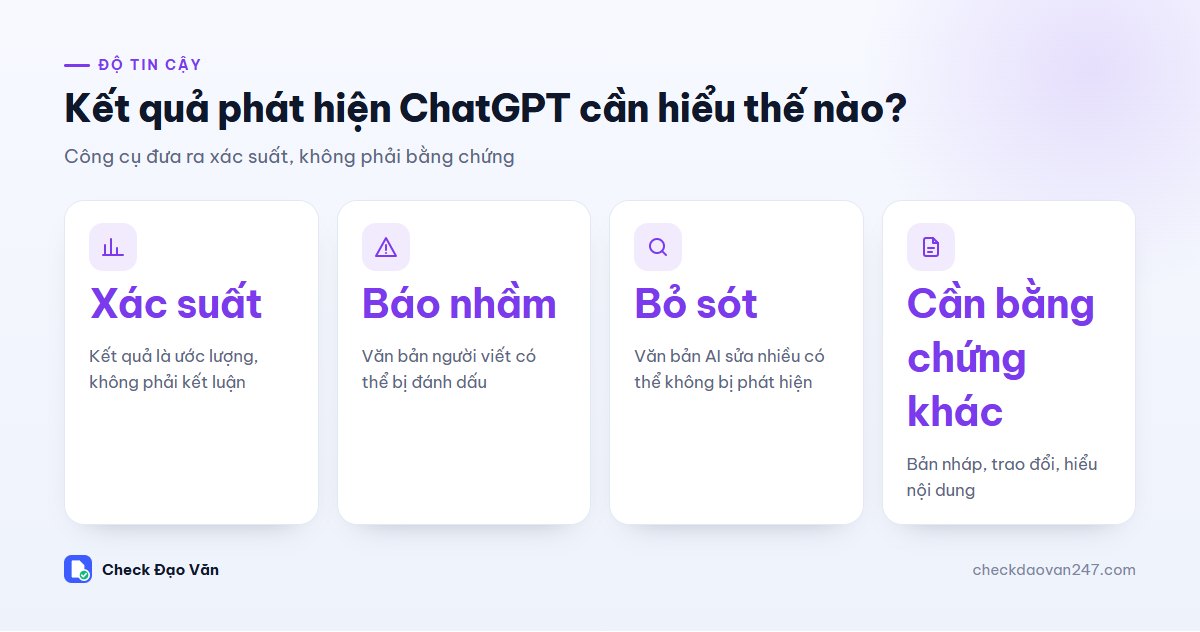 ĐỘ TIN CẬY
Kết quả phát hiện ChatGPT cần hiểu thế nào?
Công cụ đưa ra xác suất, không phải bằng chứng
Xác suất
Kết quả là ước lượng,
không phải kết luận
Báo nhầm
Văn bản người viết có
thể bị đánh dấu
Bỏ sót
Văn bản AI sửa nhiều có
thể không bị phát hiện
Cần bằng
chứng
khác
Bản nháp, trao đổi, hiểu
nội dung
Check Đạo Văn
checkdaovan247.com